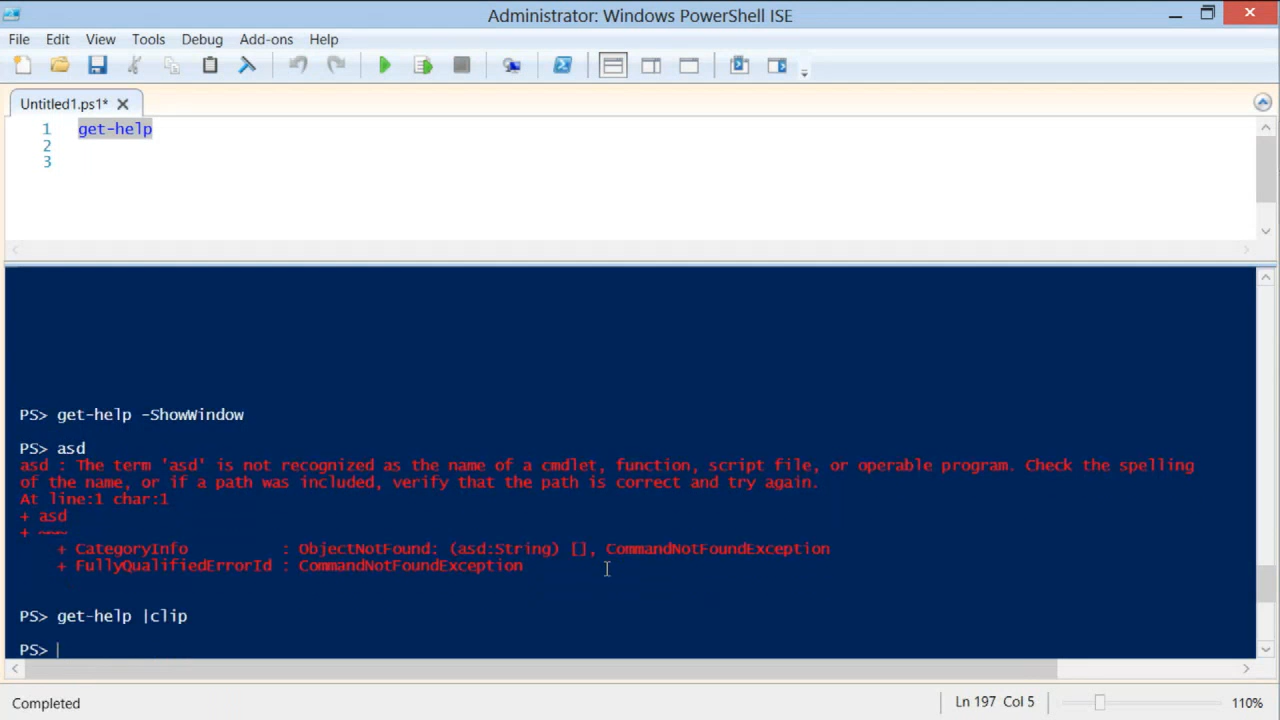 Administrator: Windows PowerShell ISE
File Edit View Tools Debug Add-ons Help
Untitled1.ps1*
1 get-help
2
3
PS> get-help -ShowWindow
PS> asd
asd : The term 'asd' is not recognized as the name of a cmdlet, function, script file, or operable program. Check the spelling
of the name, or if a path was included, verify that the path is correct and try again.
At line:1 char:1
+ asd
+ ~~~
+ CategoryInfo : ObjectNotFound: (asd:String) [], CommandNotFoundException
+ FullyQualifiedErrorId : CommandNotFoundException
PS> get-help |clip
PS>
Completed Ln 197 Col 5 110%